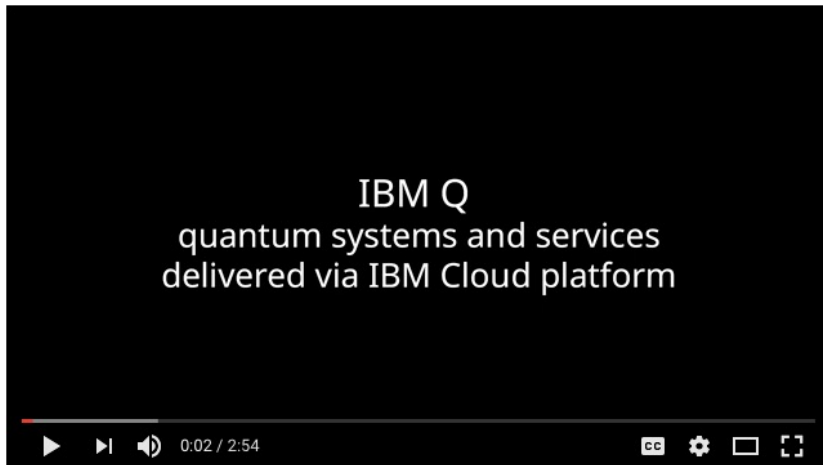 IBM Q
quantum systems and services
delivered via IBM Cloud platform
0:02 / 2:54
CC